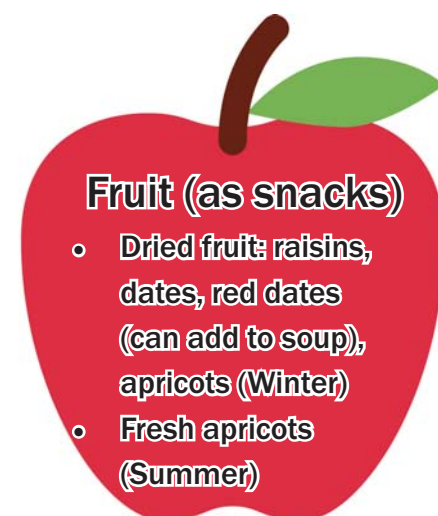 Fruit (as snacks)
• Dried fruit: raisins,
dates, red dates
(can add to soup),
apricots (Winter)
• Fresh apricots
(Summer)